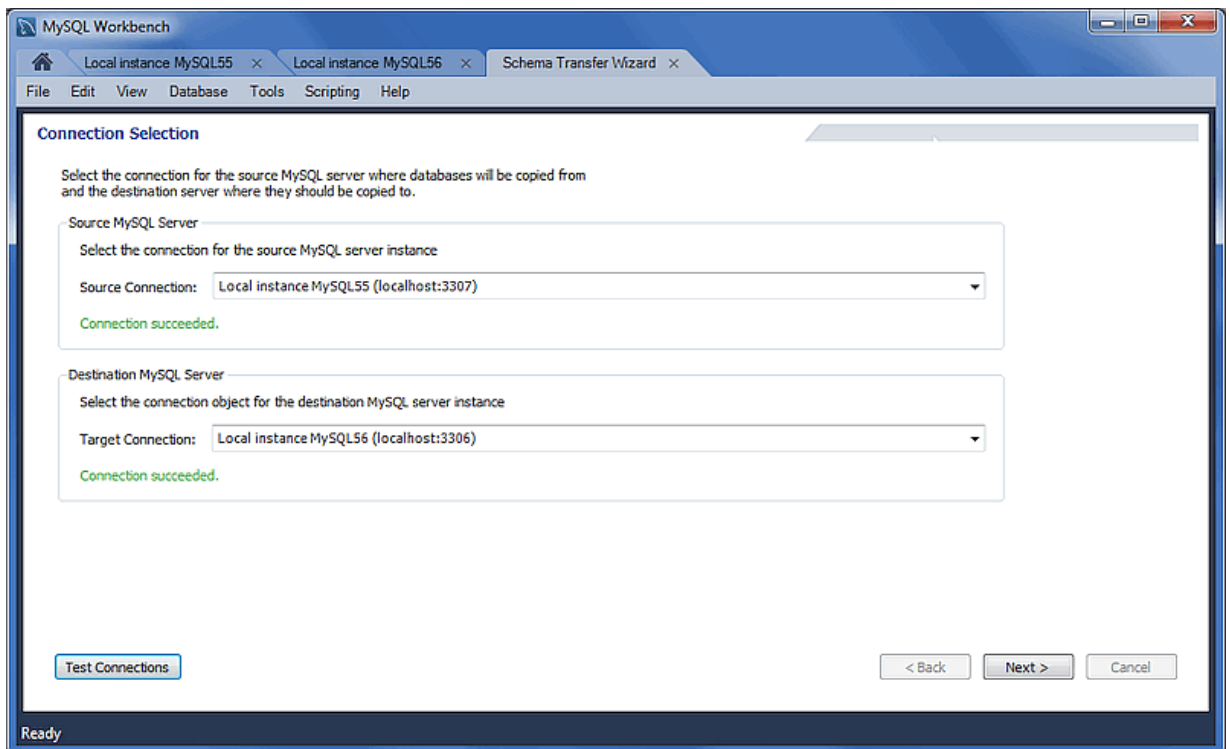 MySQL Workbench
Local instance MySQL55 × Local instance MySQL56 × Schema Transfer Wizard ×
File Edit View Database Tools Scripting Help
Connection Selection
Select the connection for the source MySQL server where databases will be copied from
and the destination server where they should be copied to.
Source MySQL Server
Select the connection for the source MySQL server instance
Source Connection: Local instance MySQL55 (localhost:3307)
Connection succeeded.
Destination MySQL Server
Select the connection object for the destination MySQL server instance
Target Connection: Local instance MySQL56 (localhost:3306)
Connection succeeded.
Test Connections < Back Next > Cancel
Ready